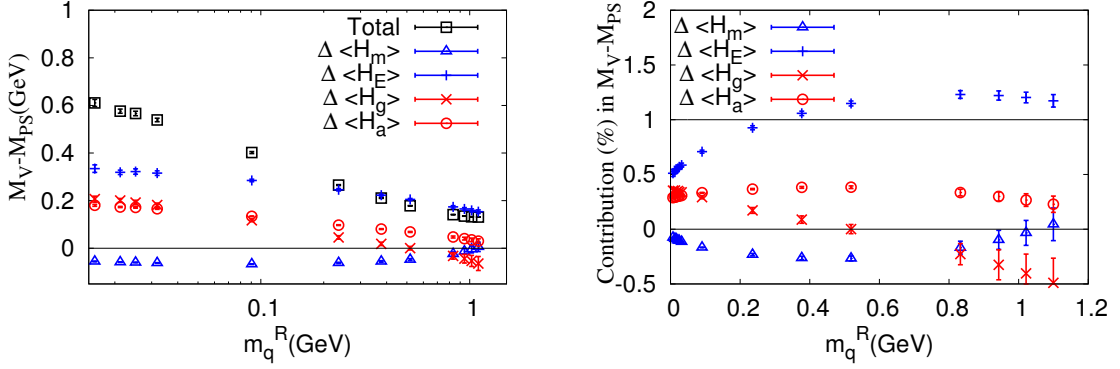 M_V-M_PS(GeV)
1
0.8
0.6
0.4
0.2
0
Total
Δ <H_m>
Δ <H_E>
Δ <H_g>
Δ <H_a>
0.1
1
m_q^R(GeV)
Contribution (%) in M_V-M_PS
2
1.5
1
0.5
0
-0.5
Δ <H_m>
Δ <H_E>
Δ <H_g>
Δ <H_a>
0
0.2
0.4
0.6
0.8
1
1.2
m_q^R(GeV)